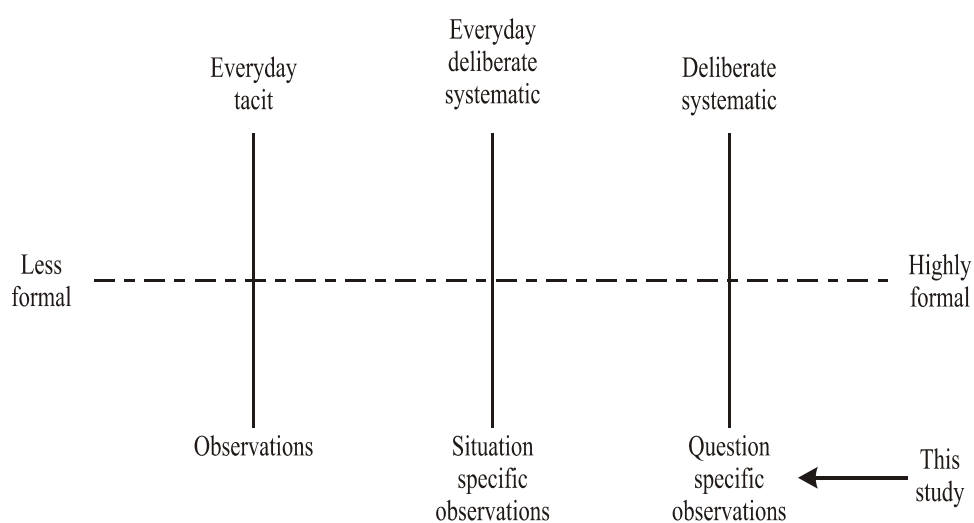 Everyday
tacit
Everyday
deliberate
systematic
Deliberate
systematic
Less
formal
Highly
formal
Observations
Situation
specific
observations
Question
specific
observations
This
study